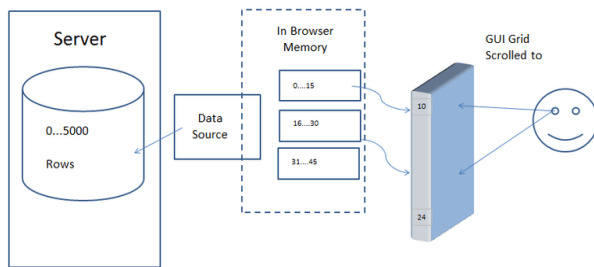 Server
0...5000
Rows
Data
Source
In Browser
Memory
0....15
16....30
31....45
GUI Grid
Scrolled to
10
24